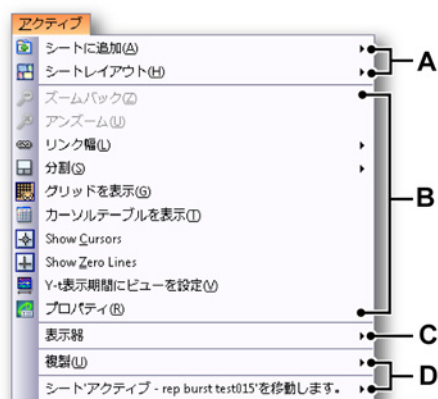 アクティブ
シートに追加(A)
シートレイアウト(H)
A
ズームバック(Z)
アンズーム(U)
リンク幅(L)
分割(S)
グリッドを表示(G)
カーソルテーブルを表示(T)
B
Show Cursors
Show Zero Lines
Y-t表示期間にビューを設定(V)
プロパティ(R)
表示器
C
複製(U)
シート'アクティブ - rep burst test015'を移動します。
D